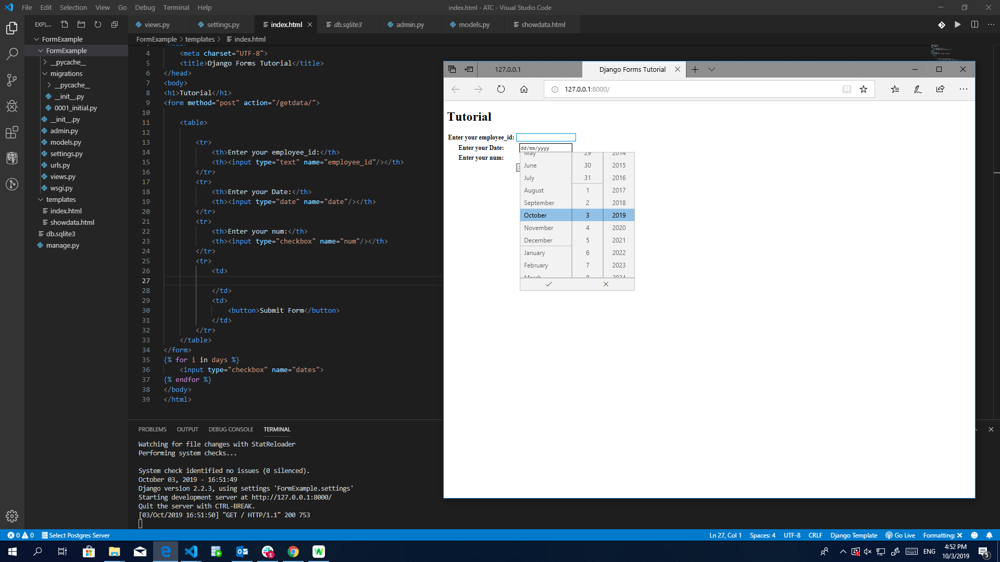 File Edit Selection View Go Debug Terminal Help
index.html - ATC - Visual Studio Code
EXPL...
views.py settings.py index.html db.sqlite3 admin.py models.py showdata.html
FormExample > templates > index.html
FormExample
FormExample
__pycache__
migrations
__pycache__
__init__.py
0001_initial.py
__init__.py
admin.py
models.py
settings.py
urls.py
views.py
wsgi.py
templates
index.html
showdata.html
db.sqlite3
manage.py
4 <meta charset="UTF-8">
5 <title>Django Forms Tutorial</title>
6 </head>
7 <body>
8 <h1>Tutorial</h1>
9 <form method="post" action="/getdata/">
10
11 <table>
12
13 <tr>
14 <th>Enter your employee_id:</th>
15 <th><input type="text" name="employee_id"/></th>
16 </tr>
17 <tr>
18 <th>Enter your Date:</th>
19 <th><input type="date" name="date"/></th>
20 </tr>
21 <tr>
22 <th>Enter your num:</th>
23 <th><input type="checkbox" name="num"/></th>
24 </tr>
25 <tr>
26 <td>
27
28 </td>
29 <td>
30 <button>Submit Form</button>
31 </td>
32 </tr>
33 </table>
34 </form>
35 {% for i in days %}
36 <input type="checkbox" name="dates">
37 {% endfor %}
38 </body>
39 </html>
127.0.0.1
Django Forms Tutorial
127.0.0.1:8000/
Tutorial
Enter your employee_id:
Enter your Date: dd/mm/yyyy
Enter your num:
May 29 2014
June 30 2015
July 31 2016
August 1 2017
September 2 2018
October 3 2019
November 4 2020
December 5 2021
January 6 2022
February 7 2023
March 8 2024
PROBLEMS OUTPUT DEBUG CONSOLE TERMINAL
Watching for file changes with StatReloader
Performing system checks...
System check identified no issues (0 silenced).
October 03, 2019 - 16:51:49
Django version 2.2.3, using settings 'FormExample.settings'
Starting development server at http://127.0.0.1:8000/
Quit the server with CTRL-BREAK.
[03/Oct/2019 16:51:50] "GET / HTTP/1.1" 200 753
0 0 Select Postgres Server
Ln 27, Col 1 Spaces: 4 UTF-8 CRLF Django Template Go Live Formatting:
ENG
4:52 PM
10/3/2019
5
1